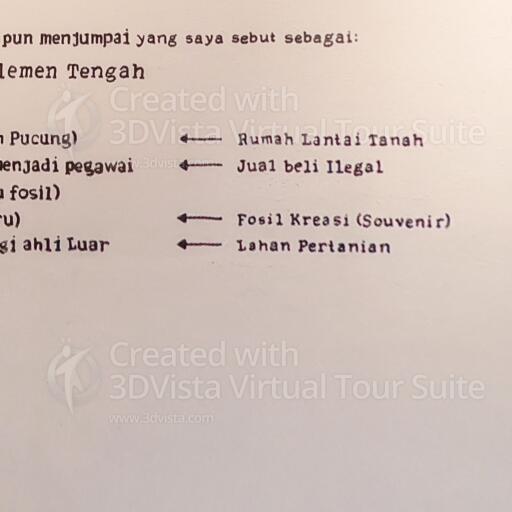 pun menjumpai yang saya sebut sebagai:
lemen Tengah
Created with
3DVista Virtual Tour Suite
www.3dvista.com
n Pucung) ← Rumah Lantai Tanah
enjadi pegawai ← Jual beli Ilegal
u fosil)
ru) ← Fosil Kreasi (Souvenir)
gi ahli Luar ← Lahan Pertanian
Created with
3DVista Virtual Tour Suite
www.3dvista.com